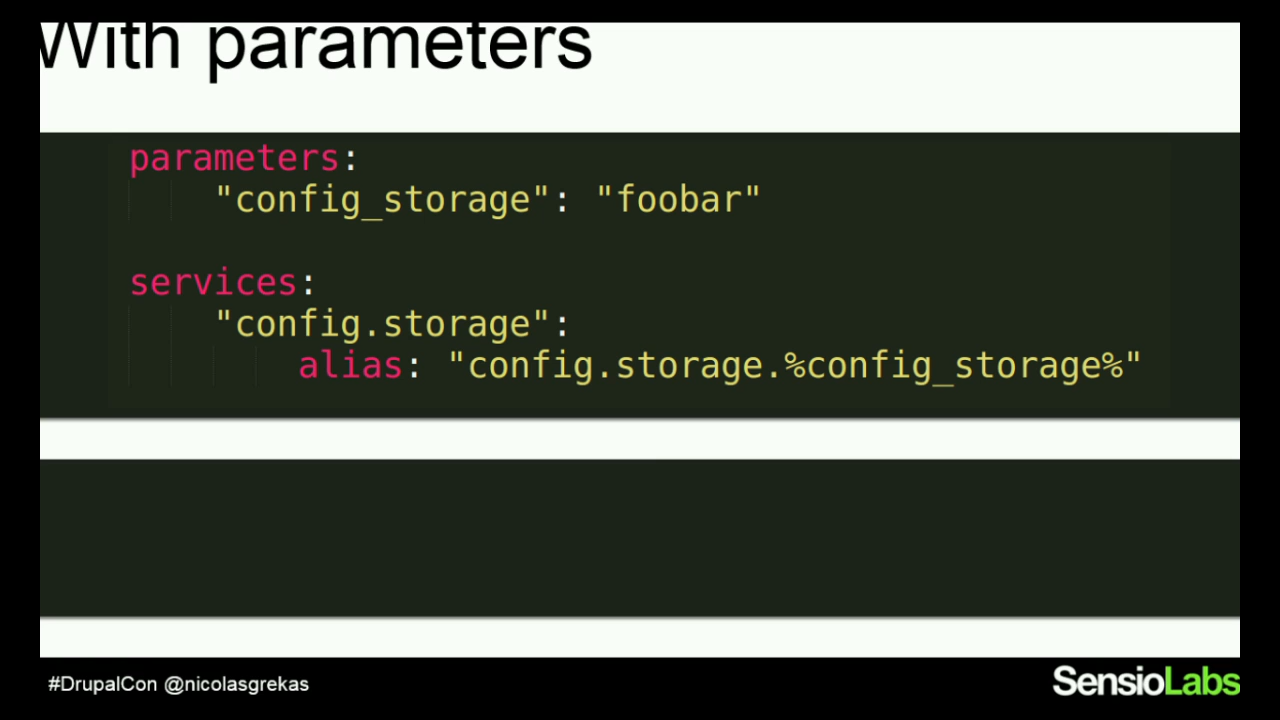 With parameters
parameters:
"config_storage": "foobar"
services:
"config.storage":
alias: "config.storage.%config_storage%"
#DrupalCon @nicolasgrekas
SensioLabs